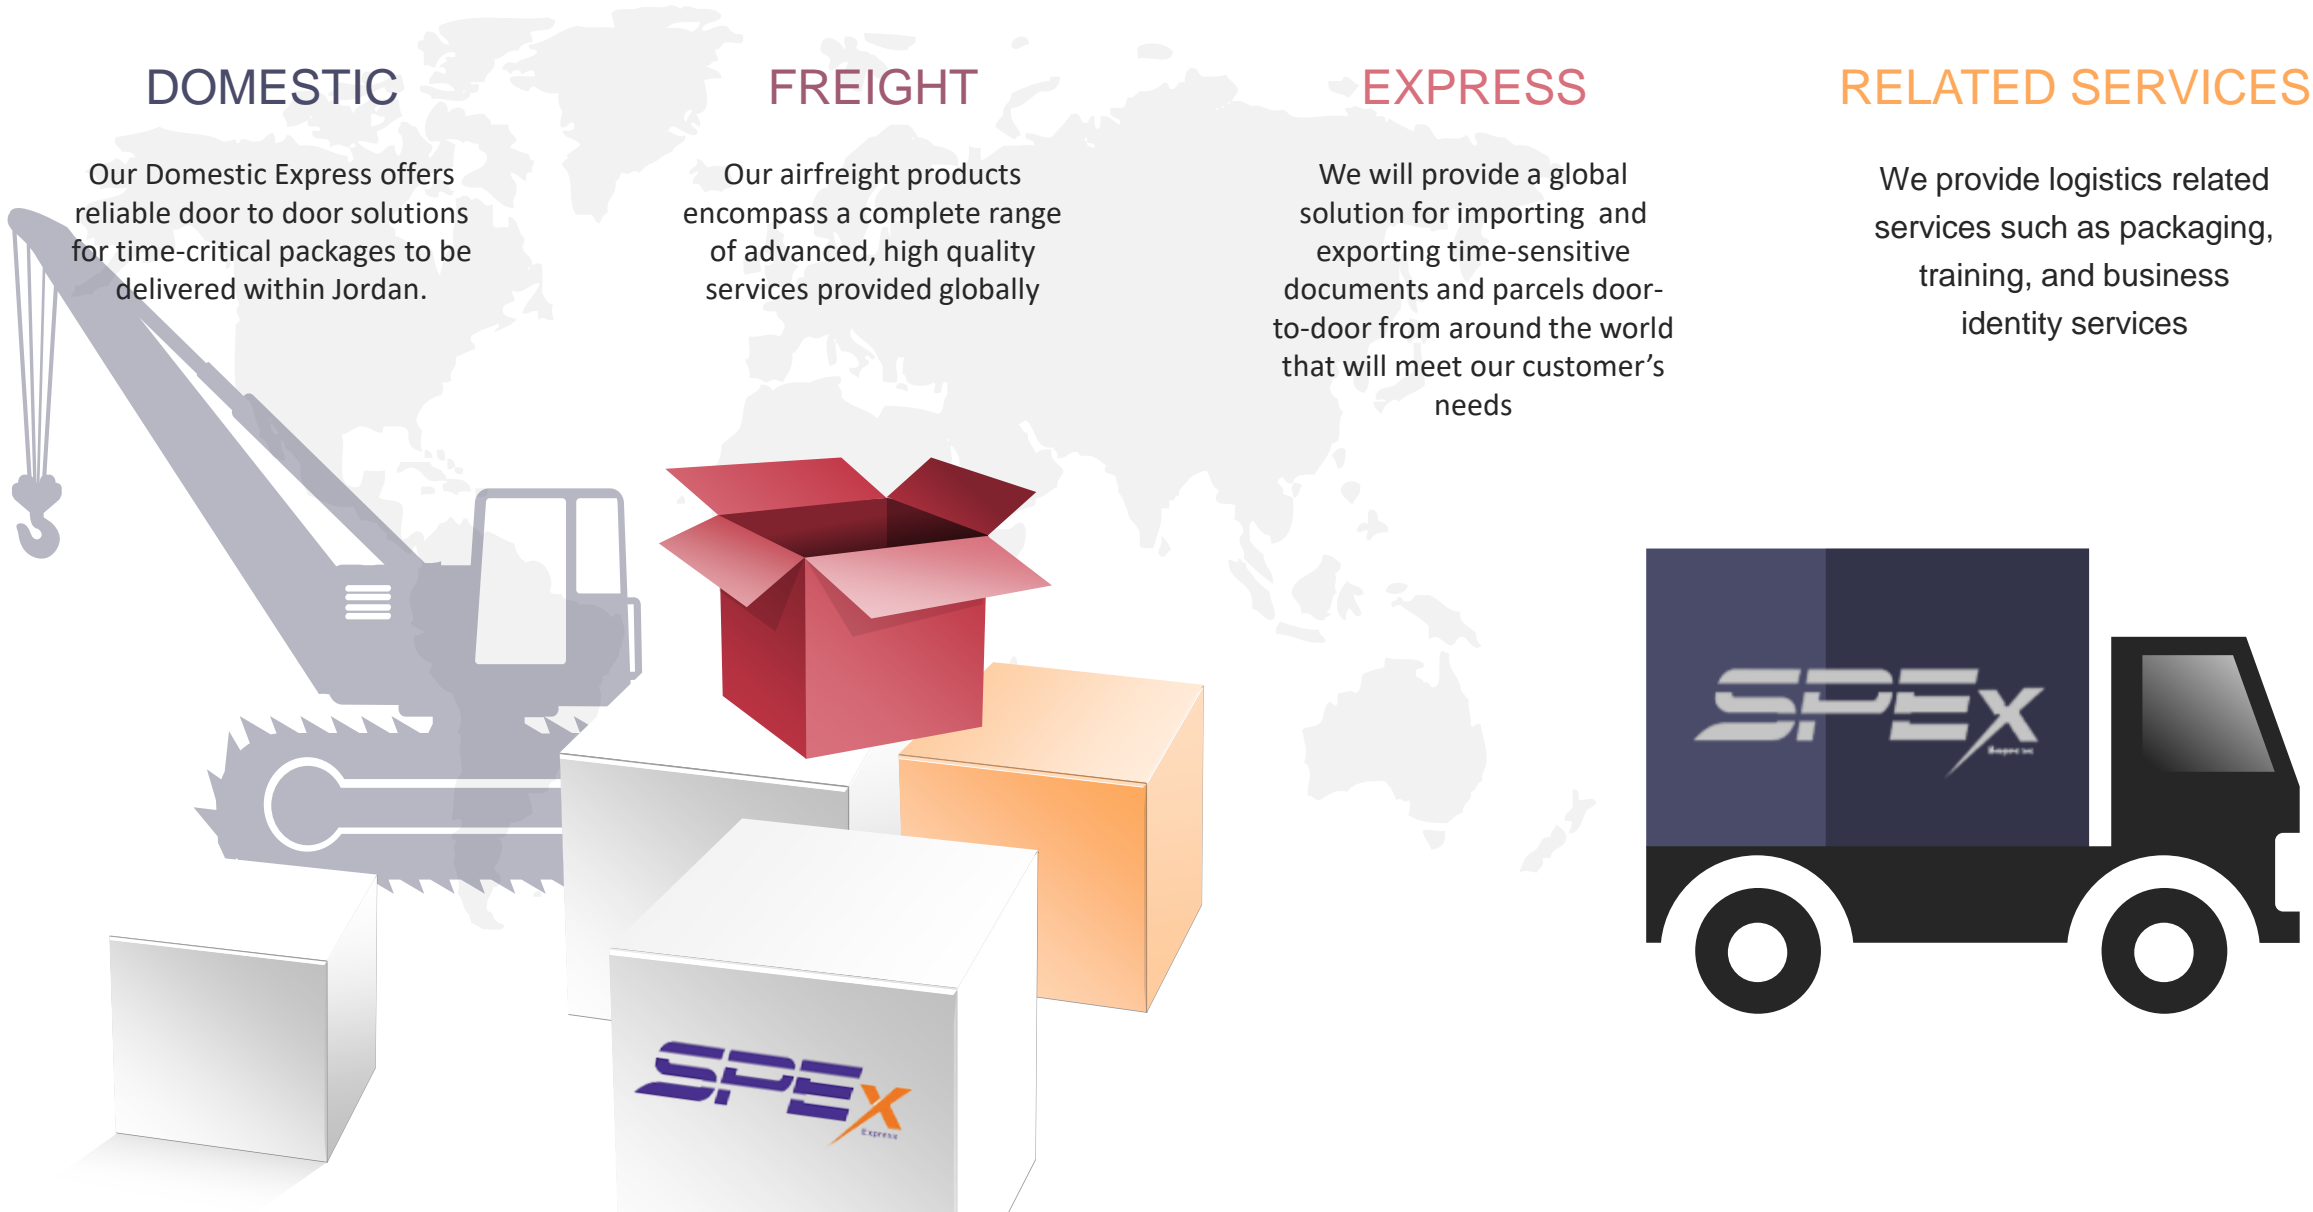 DOMESTIC
Our Domestic Express offers
reliable door to door solutions
for time-critical packages to be
delivered within Jordan.
FREIGHT
Our airfreight products
encompass a complete range
of advanced, high quality
services provided globally
EXPRESS
We will provide a global
solution for importing and
exporting time-sensitive
documents and parcels door-
to-door from around the world
that will meet our customer’s
needs
RELATED SERVICES
We provide logistics related
services such as packaging,
training, and business
identity services
SPEx
SPEx
Express